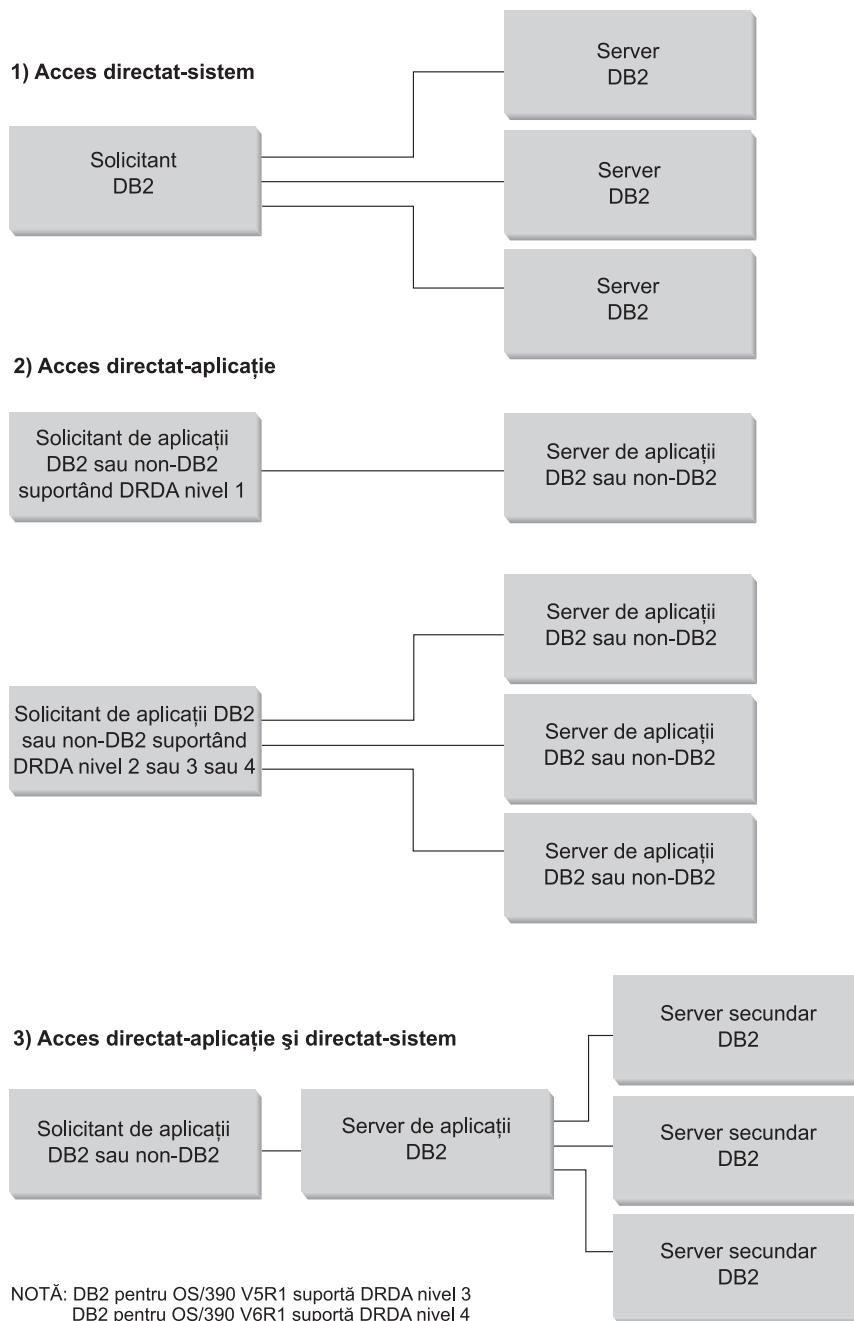 1) Acces directat-sistem
Solicitant
DB2
Server
DB2
Server
DB2
Server
DB2
2) Acces directat-aplicație
Solicitant de aplicații
DB2 sau non-DB2
suportând DRDA nivel 1
Server de aplicații
DB2 sau non-DB2
Solicitant de aplicații DB2
sau non-DB2 suportând
DRDA nivel 2 sau 3 sau 4
Server de aplicații
DB2 sau non-DB2
Server de aplicații
DB2 sau non-DB2
Server de aplicații
DB2 sau non-DB2
3) Acces directat-aplicație şi directat-sistem
Solicitant de aplicații
DB2 sau non-DB2
Server de aplicații
DB2
Server secundar
DB2
Server secundar
DB2
Server secundar
DB2
NOTĂ: DB2 pentru OS/390 V5R1 suportă DRDA nivel 3
DB2 pentru OS/390 V6R1 suportă DRDA nivel 4